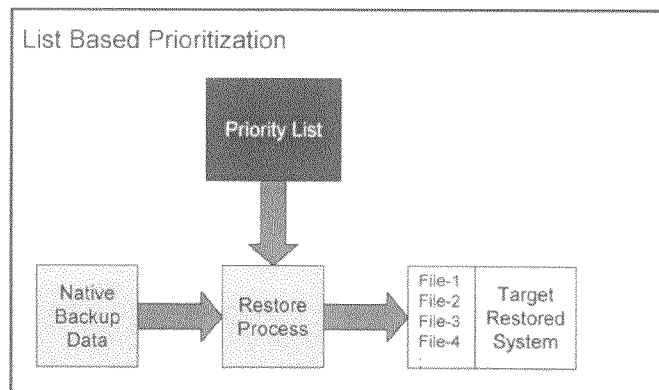 List Based Prioritization
Priority List
Native
Backup
Data
Restore
Process
File-1
File-2
File-3
File-4
.
Target
Restored
System